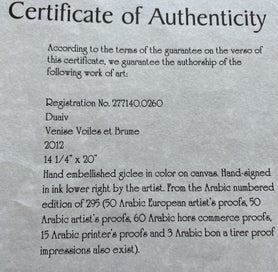 Certificate of Authenticity
According to the terms of the guarantee on the verso of
this certificate, we guarantee the authorship of the
following work of art:
Registration No. 277140.0260
Duaiv
Venise Voiles et Brume
2012
14 1/4" x 20"
Hand embellished giclee in color on canvas. Hand-signed
in ink lower right by the artist. From the Arabic numbered
edition of 295 (50 Arabic European artist's proofs, 50
Arabic artist's proofs, 60 Arabic hors commerce proofs,
15 Arabic printer's proofs and 3 Arabic bon a tirer proof
impressions also exist).